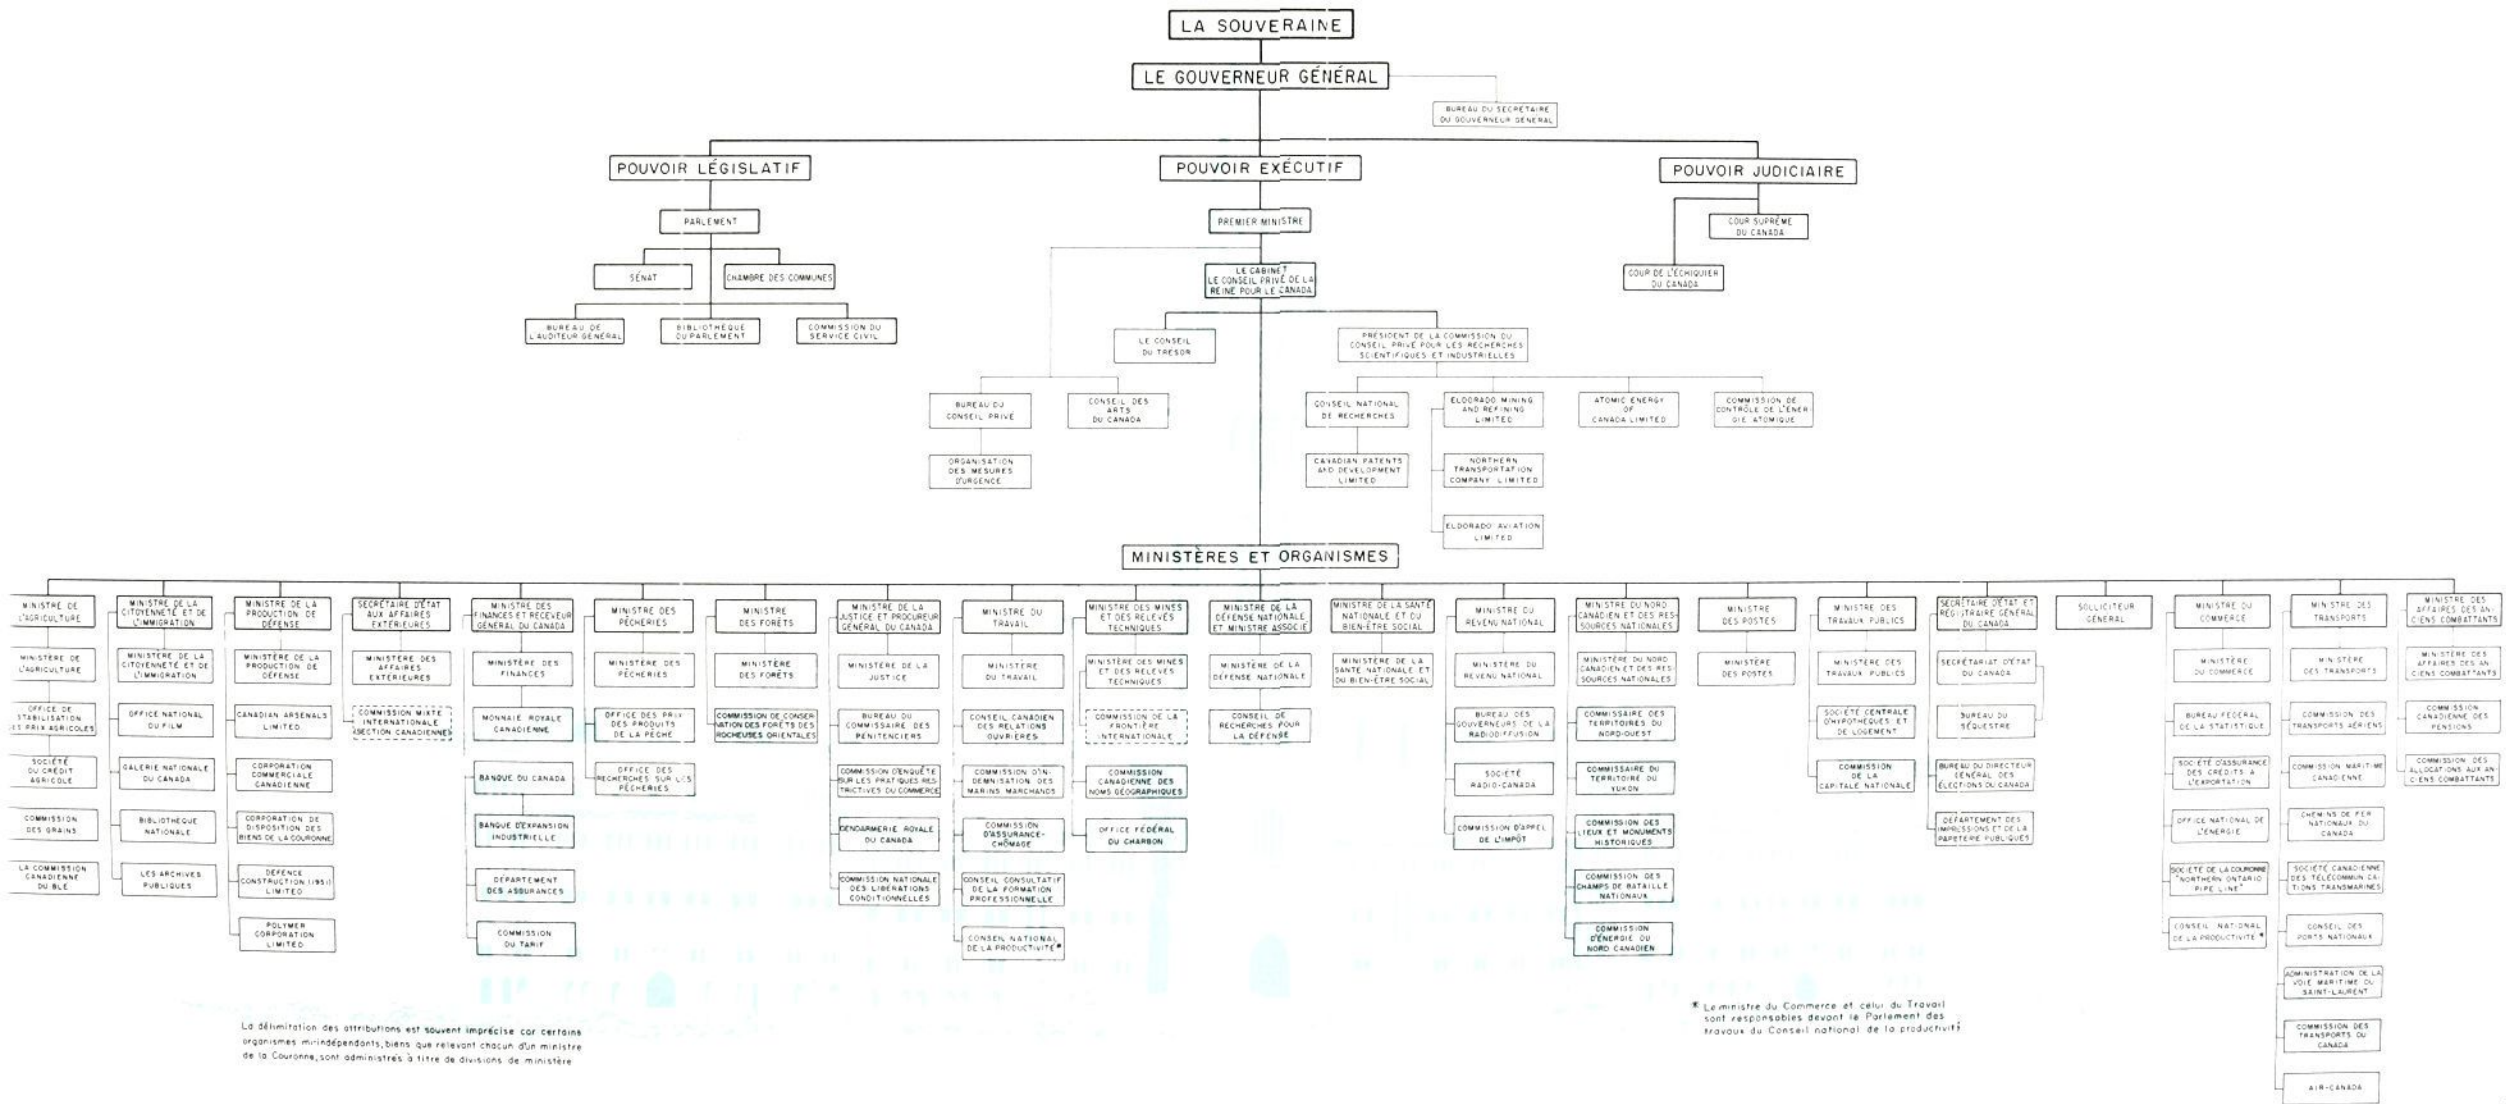 LA SOUVERAINE
LE GOUVERNEUR GÉNÉRAL
BUREAU DU SECRÉTAIRE
DU GOUVERNEUR GÉNÉRAL
POUVOIR LÉGISLATIF
POUVOIR EXÉCUTIF
POUVOIR JUDICIAIRE
PARLEMENT
PREMIER MINISTRE
COUR SUPRÊME
DU CANADA
SÉNAT
CHAMBRE DES COMMUNES
LE CABINET
LE CONSEIL PRIVÉ DE LA
REINE POUR LE CANADA
COUR DE L'ÉCHIQUIER
DU CANADA
BUREAU DE
L'AUDITEUR GÉNÉRAL
BIBLIOTHÈQUE
DU PARLEMENT
COMMISSION DU
SERVICE CIVIL
LE CONSEIL
DU TRÉSOR
PRÉSIDENT DE LA COMMISSION DU
CONSEIL PRIVÉ POUR LES RECHERCHES
SCIENTIFIQUES ET INDUSTRIELLES
BUREAU DU
CONSEIL PRIVÉ
CONSEIL DES
ARTS
DU CANADA
CONSEIL NATIONAL
DE RECHERCHES
ELDORADO MINING
AND REFINING
LIMITED
ATOMIC ENERGY
OF
CANADA LIMITED
COMMISSION DE
CONTRÔLE DE L'ÉNER
GIE ATOMIQUE
ORGANISATION
DES MESURES
D'URGENCE
CANADIAN PATENTS
AND DEVELOPMENT
LIMITED
NORTHERN
TRANSPORTATION
COMPANY LIMITED
ELDORADO AVIATION
LIMITED
MINISTÈRES ET ORGANISMES
MINISTRE DE
L'AGRICULTURE
MINISTÈRE DE
L'AGRICULTURE
OFFICE DE
STABILISATION
DES PRIX AGRICOLES
SOCIÉTÉ
DU CRÉDIT
AGRICOLE
COMMISSION
DES GRAINS
LA COMMISSION
CANADIENNE
DU BLÉ
MINISTRE DE LA
CITOYENNETÉ ET DE
L'IMMIGRATION
MINISTÈRE DE LA
CITOYENNETÉ ET DE
L'IMMIGRATION
OFFICE NATIONAL
DU FILM
GALERIE NATIONALE
DU CANADA
BIBLIOTHÈQUE
NATIONALE
LES ARCHIVES
PUBLIQUES
MINISTRE DE LA
PRODUCTION DE
DÉFENSE
MINISTÈRE DE LA
PRODUCTION DE
DÉFENSE
CANADIAN ARSENALS
LIMITED
CORPORATION
COMMERCIALE
CANADIENNE
CORPORATION DE
DISPOSITION DES
BIENS DE LA COURONNE
DEFENCE
CONSTRUCTION (1951)
LIMITED
POLYMER
CORPORATION
LIMITED
SECRÉTAIRE D'ÉTAT
AUX AFFAIRES
EXTÉRIEURES
MINISTÈRE DES
AFFAIRES
EXTÉRIEURES
COMMISSION MIXTE
INTERNATIONALE
(SECTION CANADIENNE)
MINISTRE DES
FINANCES ET RECEVEUR
GÉNÉRAL DU CANADA
MINISTÈRE DES
FINANCES
MONNAIE ROYALE
CANADIENNE
BANQUE DU CANADA
BANQUE D'EXPANSION
INDUSTRIELLE
DÉPARTEMENT
DES ASSURANCES
COMMISSION
DU TARIF
MINISTRE DES
PÊCHERIES
MINISTÈRE DES
PÊCHERIES
OFFICE DES PRIX
DES PRODUITS
DE LA PÊCHE
OFFICE DES
RECHERCHES SUR LES
PÊCHERIES
MINISTRE
DES FORÊTS
MINISTÈRE
DES FORÊTS
COMMISSION DE CONSER
VATION DES FORÊTS DES
ROCHEUSES ORIENTALES
MINISTRE DE LA
JUSTICE ET PROCUREUR
GÉNÉRAL DU CANADA
MINISTÈRE DE LA
JUSTICE
BUREAU DU
COMMISSAIRE DES
PÉNITENCIERS
COMMISSION D'ENQUÊTE
SUR LES PRATIQUES RES
TRICTIVES DU COMMERCE
GENDARMERIE ROYALE
DU CANADA
COMMISSION NATIONALE
DES LIBÉRATIONS
CONDITIONNELLES
MINISTRE DU
TRAVAIL
MINISTÈRE
DU TRAVAIL
CONSEIL CANADIEN
DES RELATIONS
OUVRIÈRES
COMMISSION D'IN-
DEMNISATION DES
MARINS MARCHANDS
COMMISSION
D'ASSURANCE-
CHÔMAGE
CONSEIL CONSULTATIF
DE LA FORMATION
PROFESSIONNELLE
CONSEIL NATIONAL
DE LA PRODUCTIVITÉ*
MINISTRE DES MINES
ET DES RELEVÉS
TECHNIQUES
MINISTÈRE DES MINES
ET DES RELEVÉS
TECHNIQUES
COMMISSION DE LA
FRONTIÈRE
INTERNATIONALE
COMMISSION
CANADIENNE DES
NOMS GÉOGRAPHIQUES
OFFICE FÉDÉRAL
DU CHARBON
MINISTRE DE LA
DÉFENSE NATIONALE
ET MINISTRE ASSOCIÉ
MINISTÈRE DE LA
DÉFENSE NATIONALE
CONSEIL DE
RECHERCHES POUR
LA DÉFENSE
MINISTRE DE LA SANTÉ
NATIONALE ET DU
BIEN-ÊTRE SOCIAL
MINISTÈRE DE LA
SANTÉ NATIONALE ET
DU BIEN-ÊTRE SOCIAL
MINISTRE DU
REVENU NATIONAL
MINISTÈRE DU
REVENU NATIONAL
BUREAU DES
GOUVERNEURS DE LA
RADIODIFFUSION
SOCIÉTÉ
RADIO-CANADA
COMMISSION D'APPEL
DE L'IMPÔT
MINISTRE DU NORD
CANADIEN ET DES RES-
SOURCES NATIONALES
MINISTÈRE DU NORD
CANADIEN ET DES RES
SOURCES NATIONALES
COMMISSAIRE DES
TERRITOIRES DU
NORD-OUEST
COMMISSAIRE DU
TERRITOIRE DU
YUKON
COMMISSION DES
LIEUX ET MONUMENTS
HISTORIQUES
COMMISSION DES
CHAMPS DE BATAILLE
NATIONAUX
COMMISSION
D'ÉNERGIE DU
NORD CANADIEN
MINISTRE
DES POSTES
MINISTÈRE
DES POSTES
MINISTRE DES
TRAVAUX PUBLICS
MINISTÈRE DES
TRAVAUX PUBLICS
SOCIÉTÉ CENTRALE
D'HYPOTHÈQUES ET
DE LOGEMENT
COMMISSION
DE LA
CAPITALE NATIONALE
SECRÉTAIRE D'ÉTAT ET
REGISTRAIRE GÉNÉRAL
DU CANADA
SECRÉTARIAT D'ÉTAT
DU CANADA
BUREAU DU
SÉQUESTRE
BUREAU DU DIRECTEUR
GÉNÉRAL DES
ÉLECTIONS DU CANADA
DÉPARTEMENT DES
IMPRESSIONS ET DE LA
PAPETERIE PUBLIQUES
SOLLICITEUR
GÉNÉRAL
MINISTRE DU
COMMERCE
MINISTÈRE
DU COMMERCE
BUREAU FÉDÉRAL
DE LA STATISTIQUE
SOCIÉTÉ D'ASSURANCE
DES CRÉDITS À
L'EXPORTATION
OFFICE NATIONAL DE
L'ÉNERGIE
SOCIÉTÉ DE LA COURONNE
"NORTHERN ONTARIO
PIPE LINE"
CONSEIL NATIONAL
DE LA PRODUCTIVITÉ *
MINISTRE DES
TRANSPORTS
MINISTÈRE
DES TRANSPORTS
COMMISSION DES
TRANSPORTS AÉRIENS
COMMISSION MARITIME
CANADIENNE
CHEMINS DE FER
NATIONAUX DU
CANADA
SOCIÉTÉ CANADIENNE
DES TÉLÉCOMMUNICA-
TIONS TRANSMARINES
CONSEIL DES
PORTS NATIONAUX
ADMINISTRATION DE LA
VOIE MARITIME DU
SAINT-LAURENT
COMMISSION DES
TRANSPORTS DU
CANADA
AIR-CANADA
MINISTRE DES
AFFAIRES DES AN-
CIENS COMBATTANTS
MINISTÈRE DES
AFFAIRES DES AN
CIENS COMBATTANTS
COMMISSION
CANADIENNE DES
PENSIONS
COMMISSION DES
ALLOCATIONS AUX AN-
CIENS COMBATTANTS
La délimitation des attributions est souvent imprécise car certains
organismes mi-indépendants, biens que relevant chacun d'un ministre
de la Couronne, sont administrés à titre de divisions de ministère
* Le ministre du Commerce et celui du Travail
sont responsables devant le Parlement des
travaux du Conseil national de la productivité